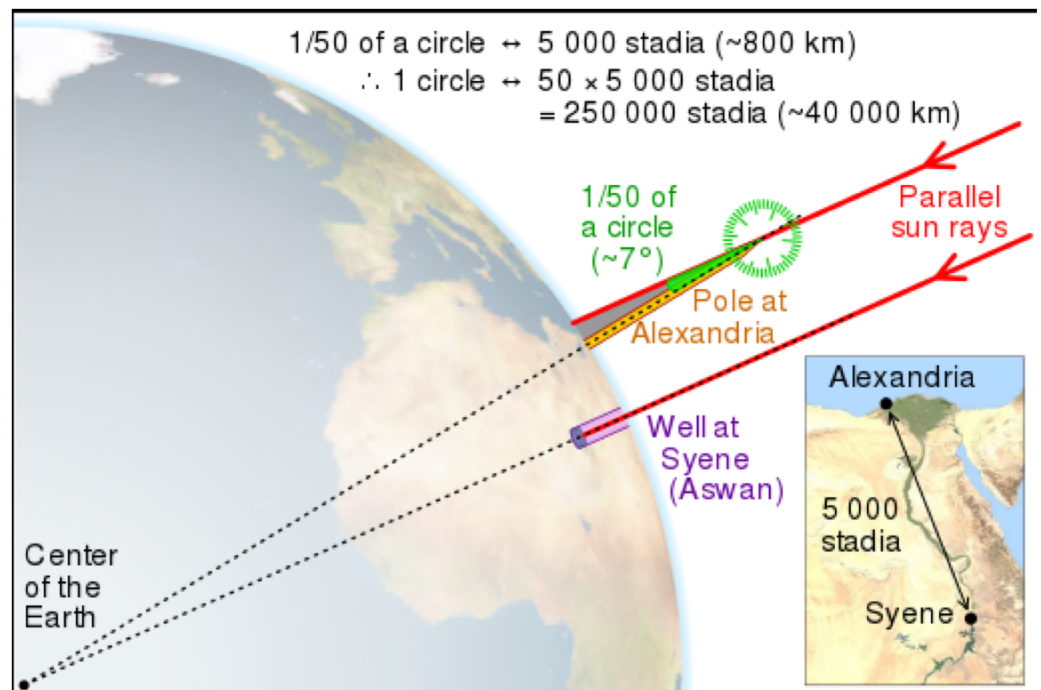 1/50 of a circle ↔ 5 000 stadia (~800 km)
∴ 1 circle ↔ 50 × 5 000 stadia
= 250 000 stadia (~40 000 km)
1/50 of
a circle
(~7°)
Parallel
sun rays
Pole at
Alexandria
Well at
Syene
(Aswan)
Center
of the
Earth
Alexandria
5 000
stadia
Syene